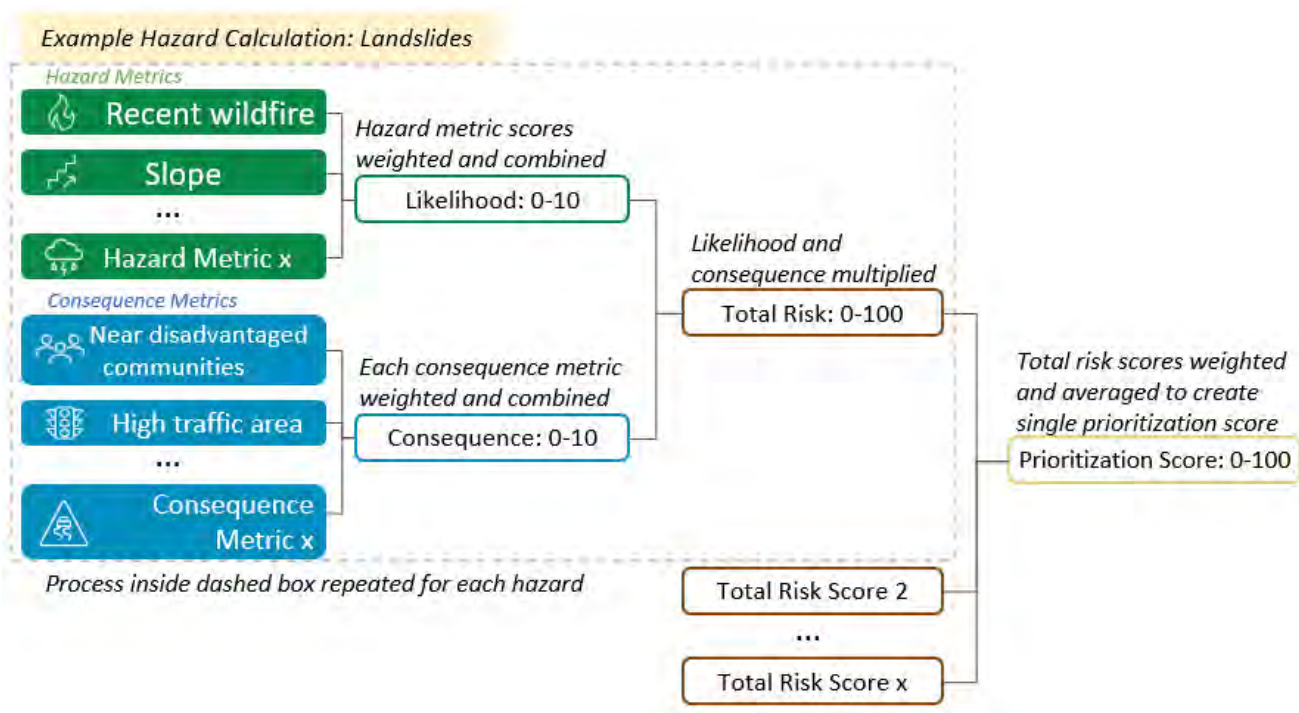 Example Hazard Calculation: Landslides
Hazard Metrics
Recent wildfire
Slope
...
Hazard Metric x
Hazard metric scores
weighted and combined
Likelihood: 0-10
Consequence Metrics
Near disadvantaged
communities
High traffic area
...
Consequence
Metric x
Each consequence metric
weighted and combined
Consequence: 0-10
Likelihood and
consequence multiplied
Total Risk: 0-100
Total risk scores weighted
and averaged to create
single prioritization score
Prioritization Score: 0-100
Process inside dashed box repeated for each hazard
Total Risk Score 2
...
Total Risk Score x